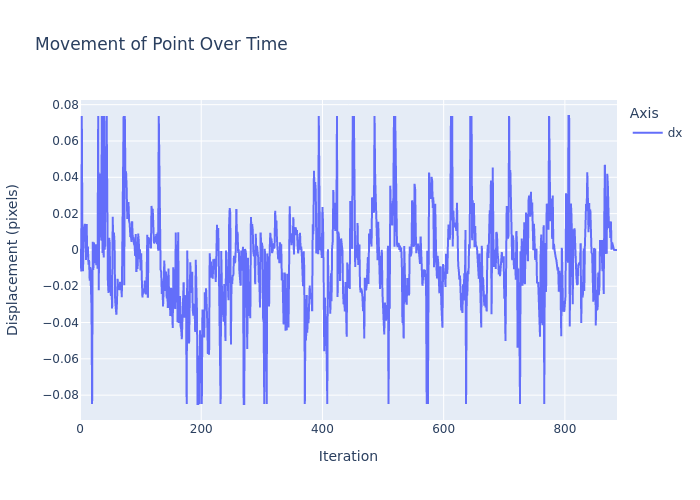 Movement of Point Over Time
Axis
dx
Displacement (pixels)
0.08
0.06
0.04
0.02
0
−0.02
−0.04
−0.06
−0.08
0 200 400 600 800
Iteration